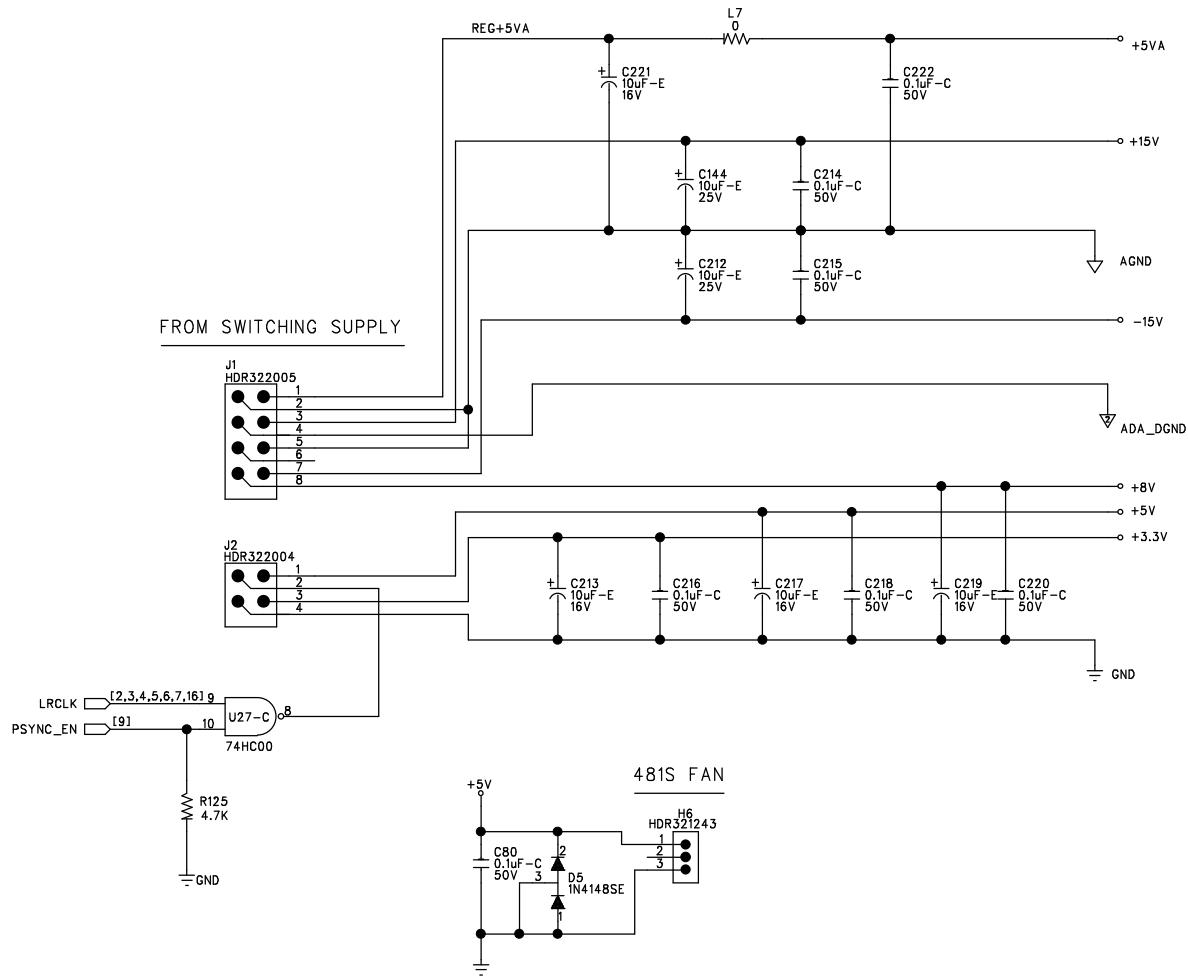 L7
0
REG+5VA
+5VA
C221
10uF-E
16V
C222
0.1uF-C
50V
+15V
C144
10uF-E
25V
C214
0.1uF-C
50V
AGND
C212
10uF-E
25V
C215
0.1uF-C
50V
-15V
FROM SWITCHING SUPPLY
J1
HDR322005
1
2
3
4
5
6
7
8
2
ADA_DGND
+8V
+5V
+3.3V
J2
HDR322004
1
2
3
4
C213
10uF-E
16V
C216
0.1uF-C
50V
C217
10uF-E
16V
C218
0.1uF-C
50V
C219
10uF-E
16V
C220
0.1uF-C
50V
GND
LRCLK
[2,3,4,5,6,7,16]
9
PSYNC_EN
[9]
10
U27-C
8
74HC00
R125
4.7K
GND
481S FAN
+5V
H6
HDR321243
1
2
3
C80
0.1uF-C
50V
2
3
D5
1N4148SE
1